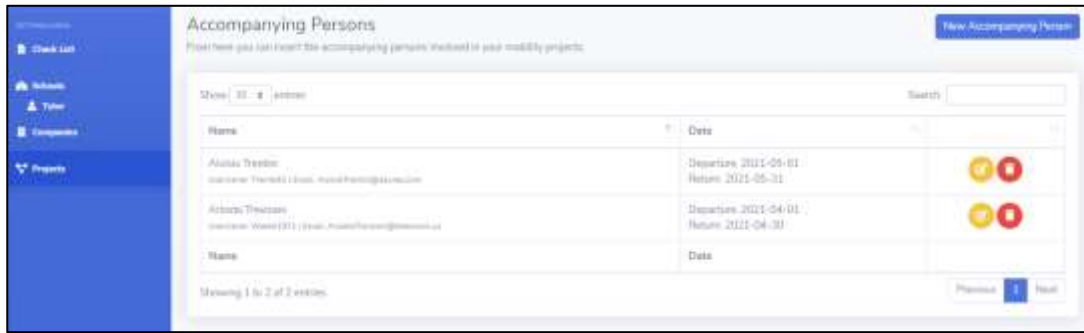 Check List
Schools
Tutor
Companies
Projects
Accompanying Persons
New Accompanying Person
From here you can insert the accompanying persons involved in your mobility projects.
Show 10 entries
Search
Name Date
Departure: 2021-05-01
Return: 2021-05-31
Departure: 2021-04-01
Return: 2021-04-30
Name Date
Showing 1 to 2 of 2 entries
Previous 1 Next